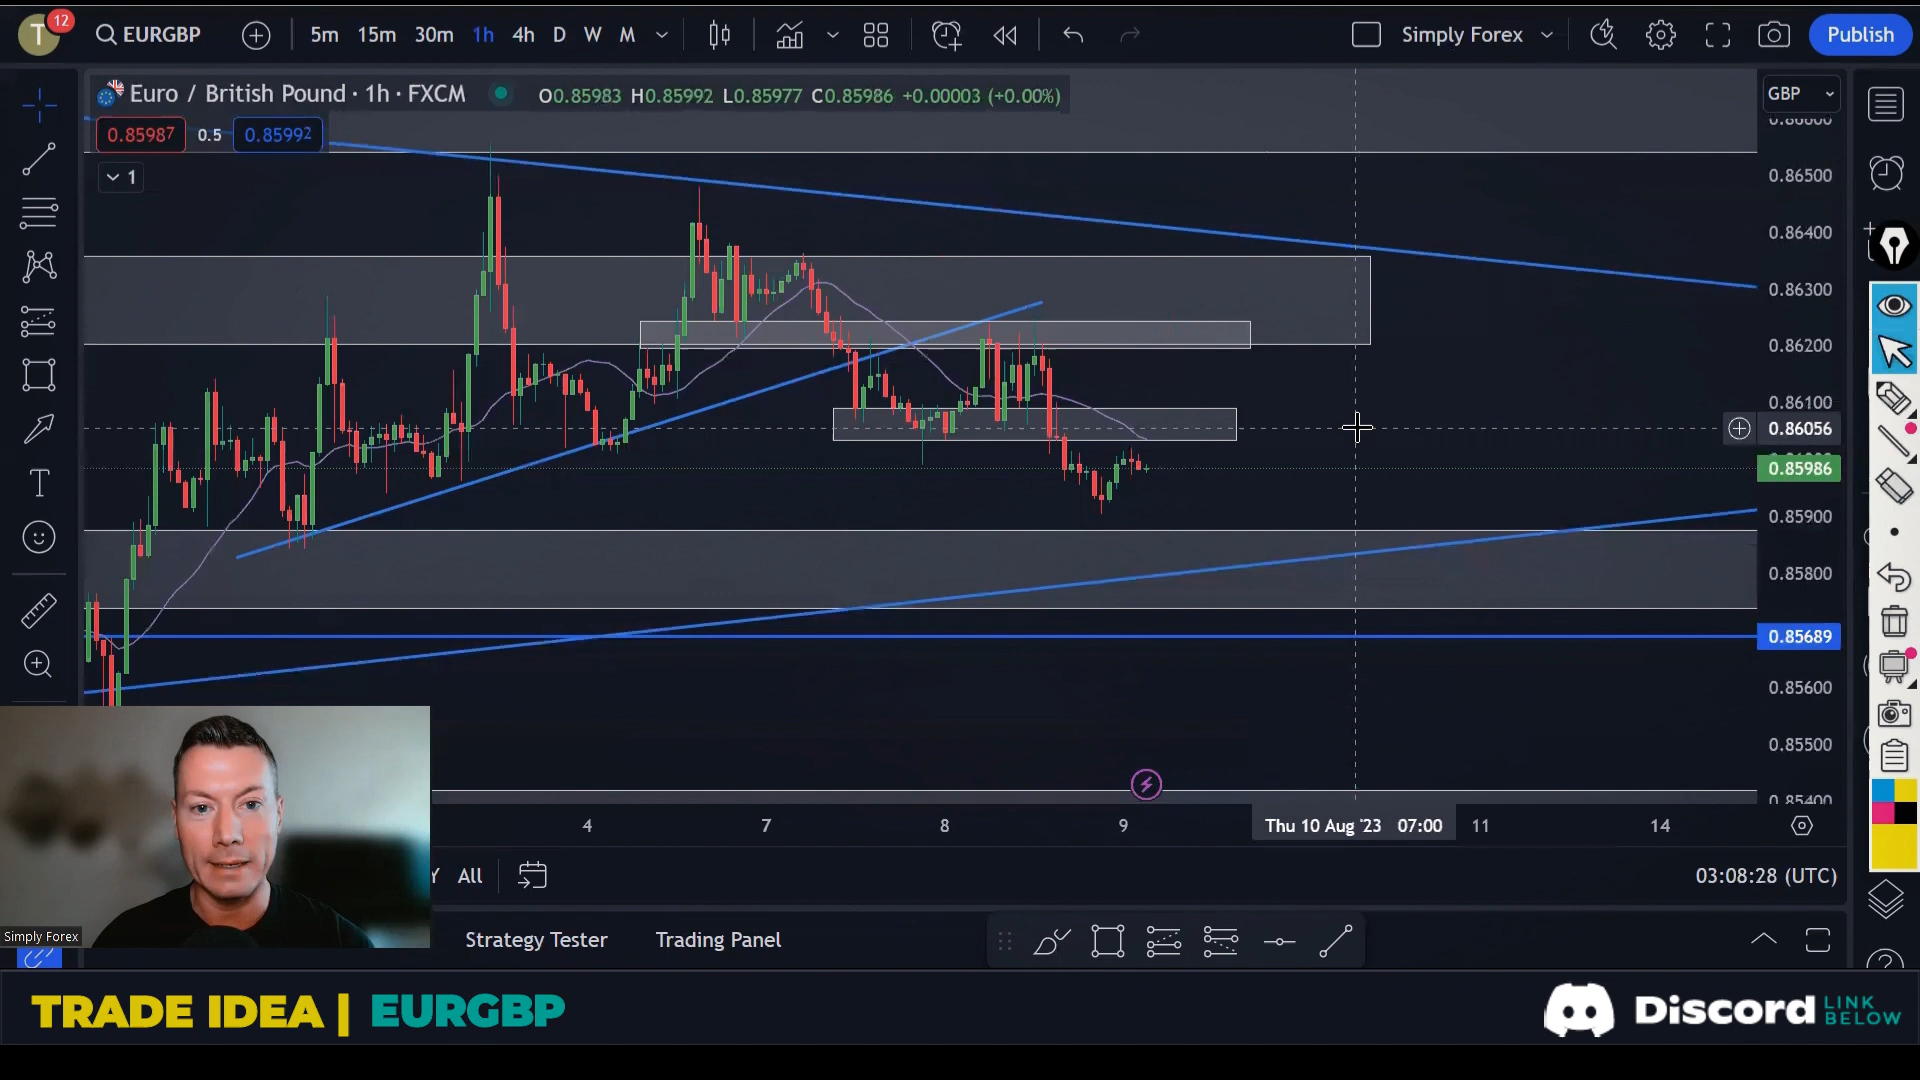 T
12
EURGBP
5m 15m 30m 1h 4h D W M
Simply Forex
Publish
Euro / British Pound · 1h · FXCM
O0.85983 H0.85992 L0.85977 C0.85986 +0.00003 (+0.00%)
GBP
0.85987 0.5 0.85992
1
0.86500
0.86400
0.86300
0.86200
0.86100
0.86056
0.85986
0.85900
0.85800
0.85689
0.85600
0.85500
0.85400
4 7 8 9 Thu 10 Aug '23 07:00 11 14
All
03:08:28 (UTC)
Simply Forex
Strategy Tester
Trading Panel
TRADE IDEA | EURGBP
Discord LINK BELOW